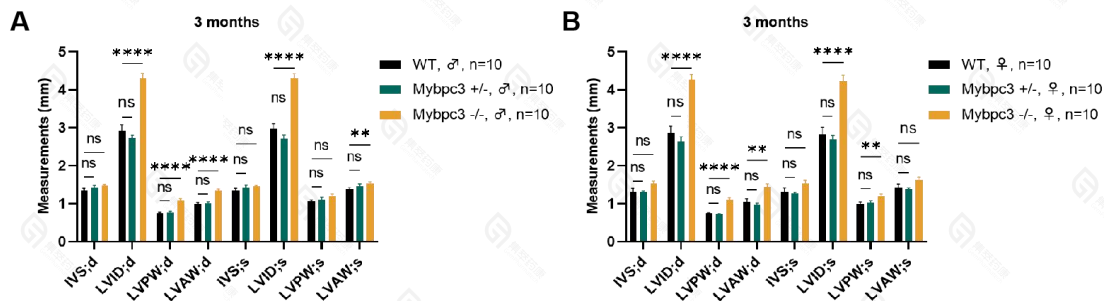 A
3 months
Measurements (mm)
5
4
3
2
1
0
ns
ns
****
ns
****
ns
****
ns
ns
ns
****
ns
ns
ns
**
ns
IVS;d
LVID;d
LVPW;d
LVAW;d
IVS;s
LVID;s
LVPW;s
LVAW;s
WT, ♂, n=10
Mybpc3 +/-, ♂, n=10
Mybpc3 -/-, ♂, n=10
B
3 months
Measurements (mm)
5
4
3
2
1
0
ns
ns
****
ns
****
ns
**
ns
ns
ns
****
ns
**
ns
ns
ns
IVS;d
LVID;d
LVPW;d
LVAW;d
IVS;s
LVID;s
LVPW;s
LVAW;s
WT, ♀, n=10
Mybpc3 +/-, ♀, n=10
Mybpc3 -/-, ♀, n=10